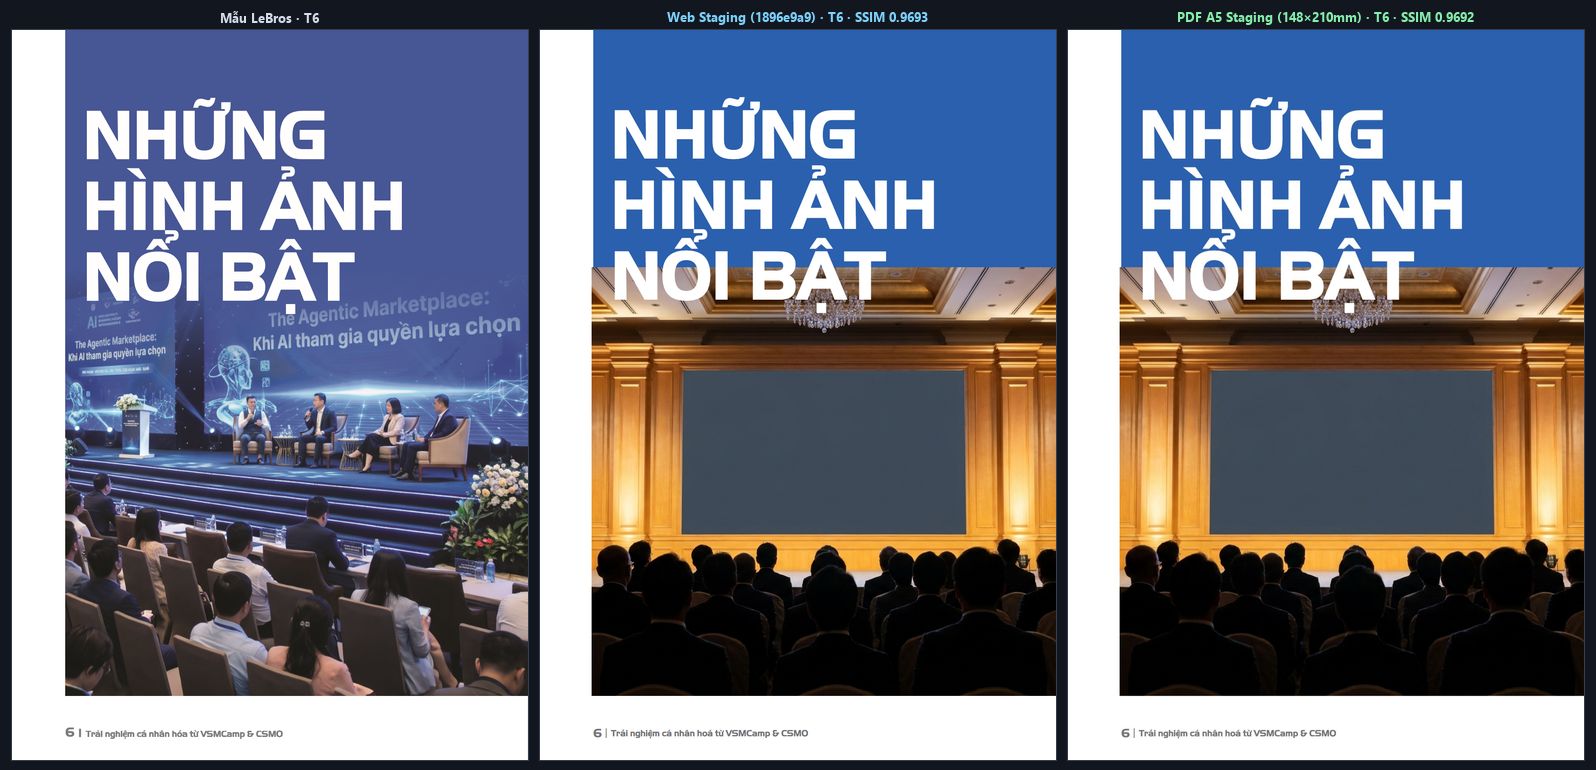 Mẫu LeBros · T6
NHỮNG
HÌNH ẢNH
NỔI BẬT
AI
The Agentic Marketplace:
Khi AI tham gia quyền lựa chọn
The Agentic Marketplace:
Khi AI tham gia quyền lựa chọn
6 | Trải nghiệm cá nhân hóa từ VSMCamp & CSMO
Web Staging (1896e9a9) · T6 · SSIM 0.9693
NHỮNG
HÌNH ẢNH
NỔI BẬT
6 | Trải nghiệm cá nhân hoá từ VSMCamp & CSMO
PDF A5 Staging (148×210mm) · T6 · SSIM 0.9692
NHỮNG
HÌNH ẢNH
NỔI BẬT
6 | Trải nghiệm cá nhân hoá từ VSMCamp & CSMO